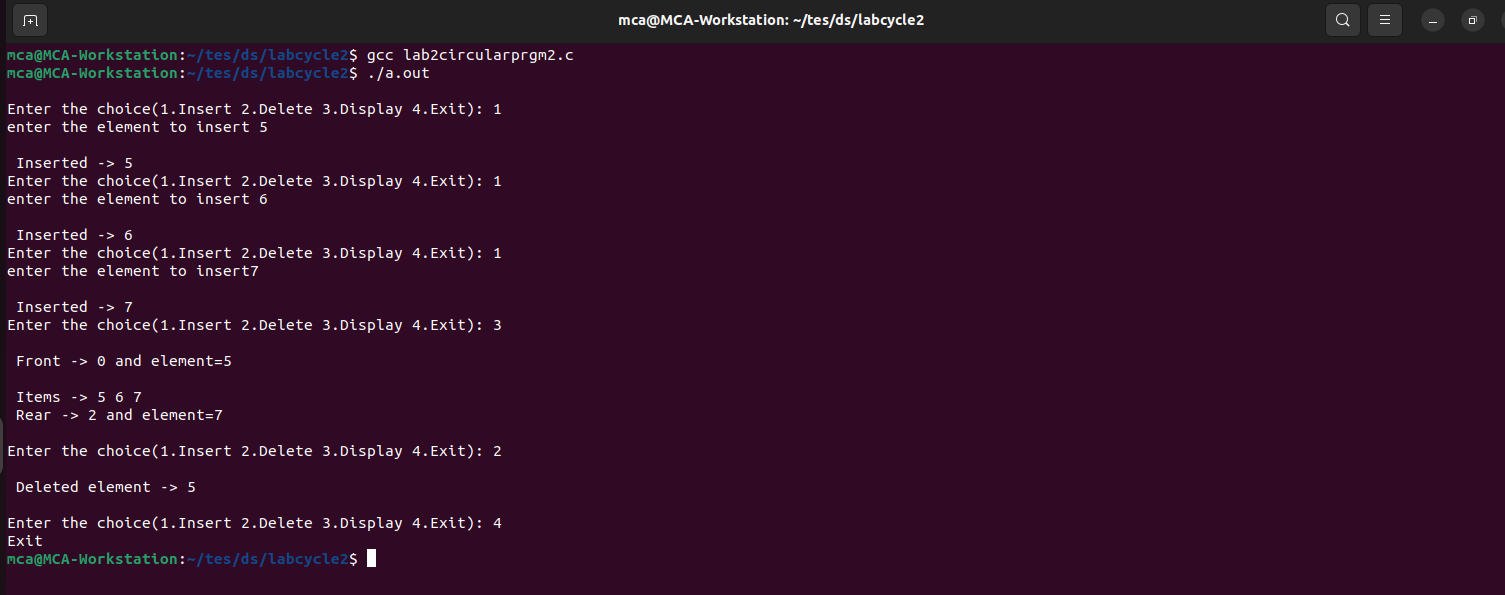 mca@MCA-Workstation: ~/tes/ds/labcycle2
mca@MCA-Workstation:~/tes/ds/labcycle2$ gcc lab2circularprgm2.c
mca@MCA-Workstation:~/tes/ds/labcycle2$ ./a.out
Enter the choice(1.Insert 2.Delete 3.Display 4.Exit): 1
enter the element to insert 5
Inserted -> 5
Enter the choice(1.Insert 2.Delete 3.Display 4.Exit): 1
enter the element to insert 6
Inserted -> 6
Enter the choice(1.Insert 2.Delete 3.Display 4.Exit): 1
enter the element to insert7
Inserted -> 7
Enter the choice(1.Insert 2.Delete 3.Display 4.Exit): 3
Front -> 0 and element=5
Items -> 5 6 7
Rear -> 2 and element=7
Enter the choice(1.Insert 2.Delete 3.Display 4.Exit): 2
Deleted element -> 5
Enter the choice(1.Insert 2.Delete 3.Display 4.Exit): 4
Exit
mca@MCA-Workstation:~/tes/ds/labcycle2$